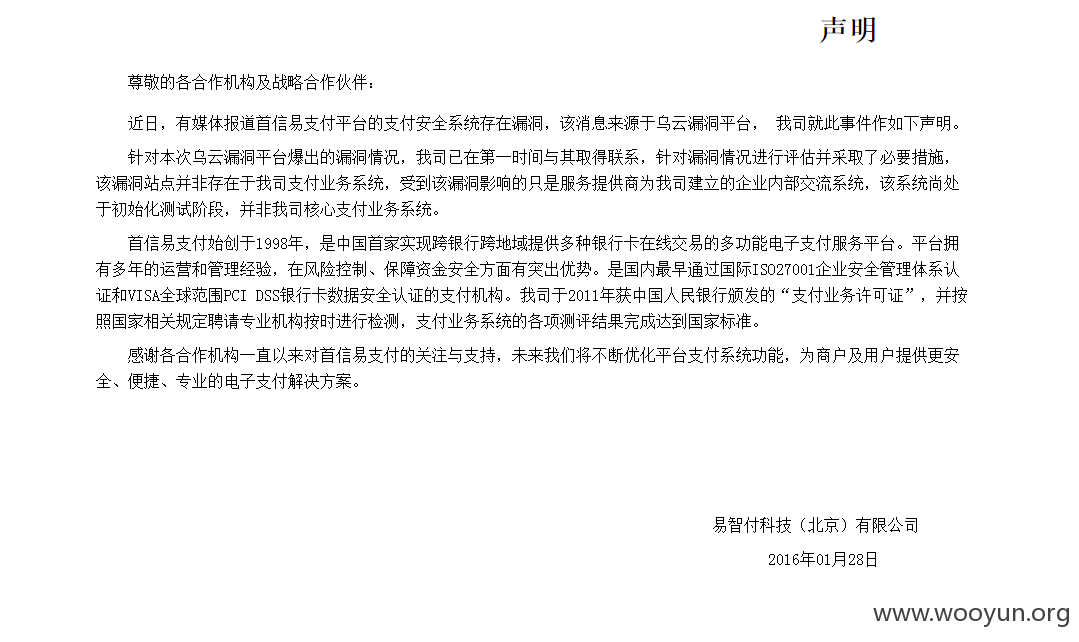 声明
尊敬的各合作机构及战略合作伙伴：
近日，有媒体报道首信易支付平台的支付安全系统存在漏洞，该消息来源于乌云漏洞平台， 我司就此事件作如下声明。
针对本次乌云漏洞平台爆出的漏洞情况，我司已在第一时间与其取得联系，针对漏洞情况进行评估并采取了必要措施，
该漏洞站点并非存在于我司支付业务系统，受到该漏洞影响的只是服务提供商为我司建立的企业内部交流系统，该系统尚处
于初始化测试阶段，并非我司核心支付业务系统。
首信易支付始创于1998年，是中国首家实现跨银行跨地域提供多种银行卡在线交易的多功能电子支付服务平台。平台拥
有多年的运营和管理经验，在风险控制、保障资金安全方面有突出优势。是国内最早通过国际ISO27001企业安全管理体系认
证和VISA全球范围PCI DSS银行卡数据安全认证的支付机构。我司于2011年获中国人民银行颁发的“支付业务许可证”，并按
照国家相关规定聘请专业机构按时进行检测，支付业务系统的各项测评结果完成达到国家标准。
感谢各合作机构一直以来对首信易支付的关注与支持，未来我们将不断优化平台支付系统功能，为商户及用户提供更安
全、便捷、专业的电子支付解决方案。
易智付科技（北京）有限公司
2016年01月28日
www.wooyun.org